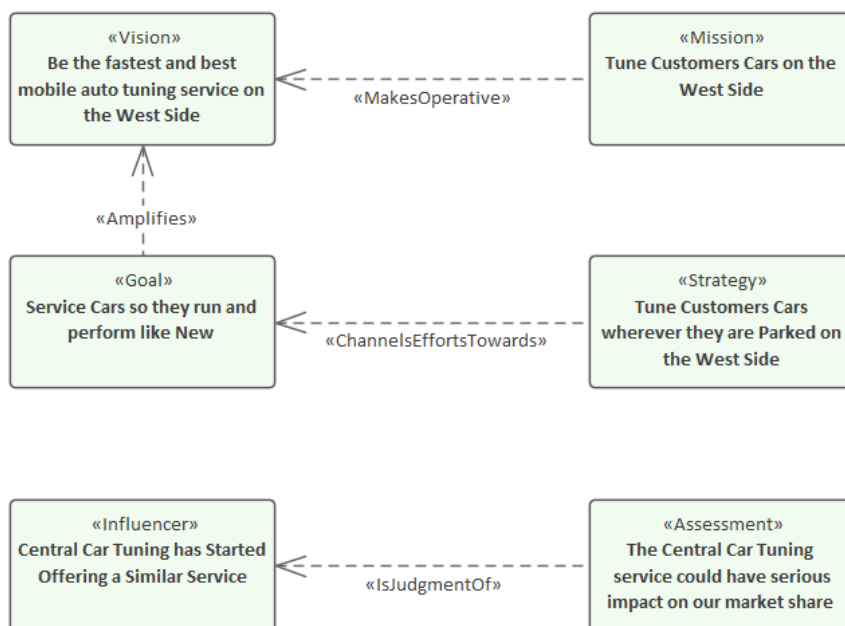 «Vision»
Be the fastest and best
mobile auto tuning service on
the West Side
«Mission»
Tune Customers Cars on the
West Side
«MakesOperative»
«Amplifies»
«Goal»
Service Cars so they run and
perform like New
«Strategy»
Tune Customers Cars
wherever they are Parked on
the West Side
«ChannelsEffortsTowards»
«Influencer»
Central Car Tuning has Started
Offering a Similar Service
«Assessment»
The Central Car Tuning
service could have serious
impact on our market share
«IsJudgmentOf»